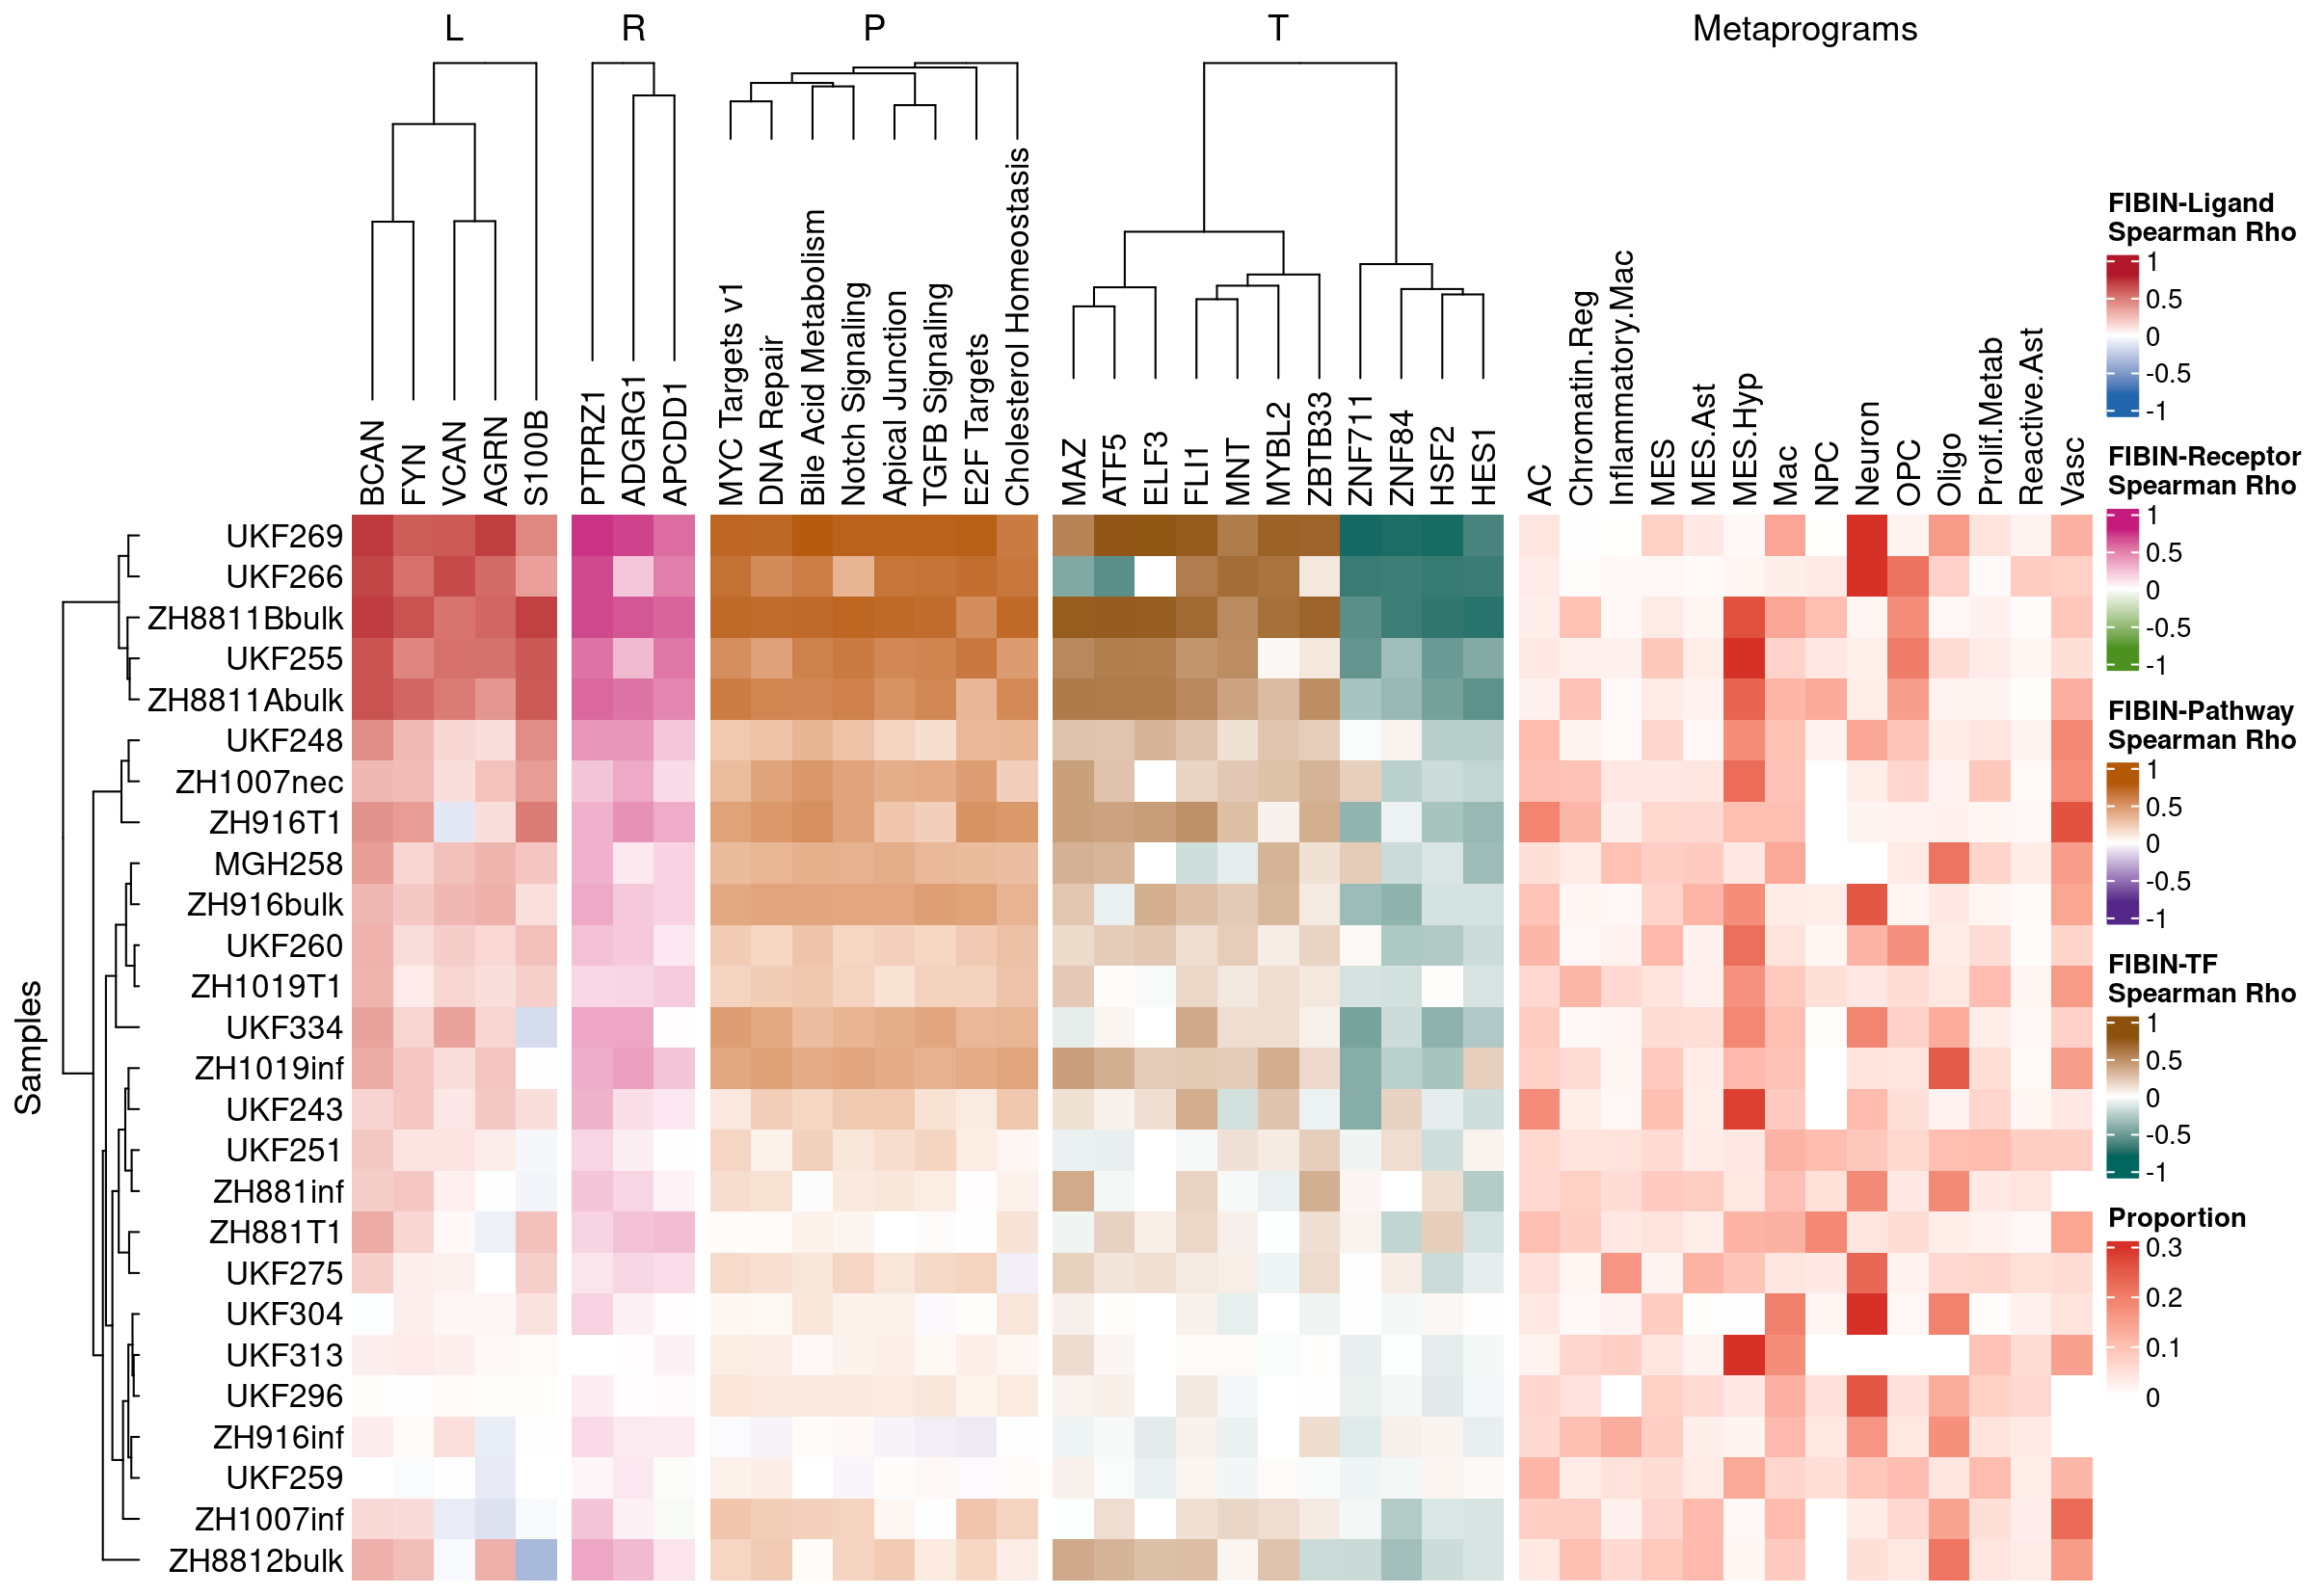 L R P T Metaprograms
BCAN
FYN
VCAN
AGRN
S100B
PTPRZ1
ADGRG1
APCDD1
MYC Targets v1
DNA Repair
Bile Acid Metabolism
Notch Signaling
Apical Junction
TGFB Signaling
E2F Targets
Cholesterol Homeostasis
MAZ
ATF5
ELF3
FLI1
MNT
MYBL2
ZBTB33
ZNF711
ZNF84
HSF2
HES1
AC
Chromatin.Reg
Inflammatory.Mac
MES
MES.Ast
MES.Hyp
Mac
NPC
Neuron
OPC
Oligo
Prolif.Metab
Reactive.Ast
Vasc
Samples
UKF269
UKF266
ZH8811Bbulk
UKF255
ZH8811Abulk
UKF248
ZH1007nec
ZH916T1
MGH258
ZH916bulk
UKF260
ZH1019T1
UKF334
ZH1019inf
UKF243
UKF251
ZH881inf
ZH881T1
UKF275
UKF304
UKF313
UKF296
ZH916inf
UKF259
ZH1007inf
ZH8812bulk
FIBIN-Ligand
Spearman Rho
1
0.5
0
-0.5
-1
FIBIN-Receptor
Spearman Rho
1
0.5
0
-0.5
-1
FIBIN-Pathway
Spearman Rho
1
0.5
0
-0.5
-1
FIBIN-TF
Spearman Rho
1
0.5
0
-0.5
-1
Proportion
0.3
0.2
0.1
0